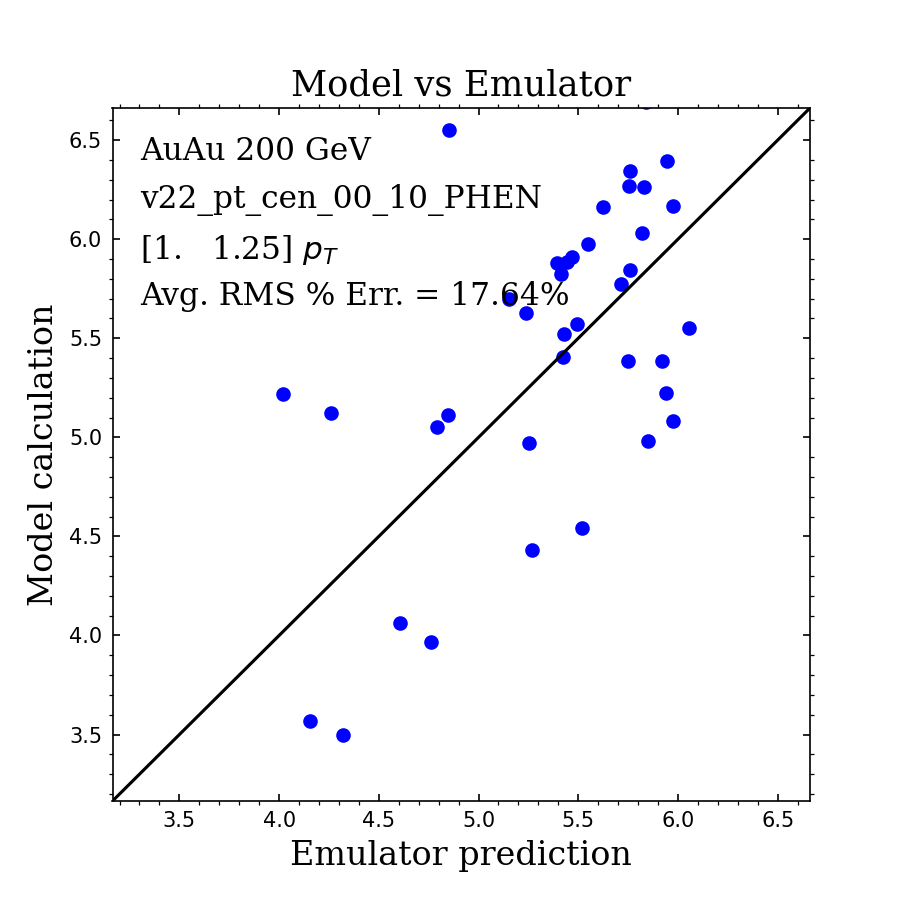 Model vs Emulator
AuAu 200 GeV
v22_pt_cen_00_10_PHEN
[1.   1.25] p_T
Avg. RMS % Err. = 17.64%
Model calculation
6.5
6.0
5.5
5.0
4.5
4.0
3.5
3.5 4.0 4.5 5.0 5.5 6.0 6.5
Emulator prediction